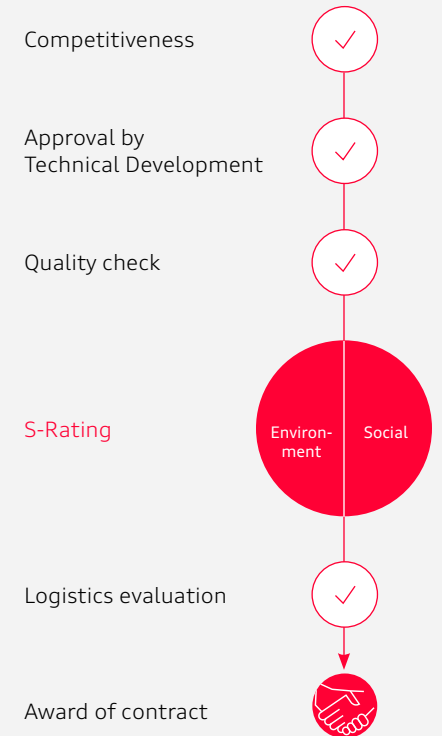 Competitiveness
Approval by
Technical Development
Quality check
S-Rating
Environ-
ment
Social
Logistics evaluation
Award of contract